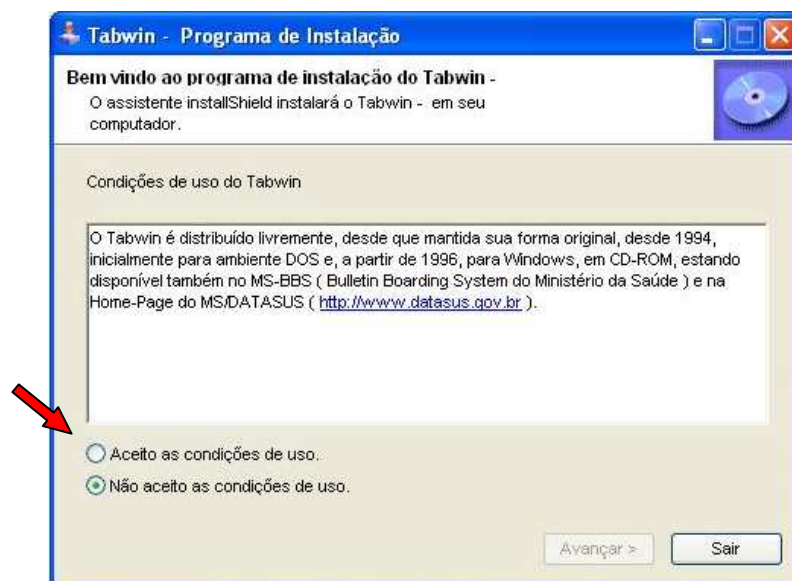 Tabwin - Programa de Instalação
Bem vindo ao programa de instalação do Tabwin -
O assistente installShield instalará o Tabwin - em seu
computador.
Condições de uso do Tabwin
O Tabwin é distribuído livremente, desde que mantida sua forma original, desde 1994,
inicialmente para ambiente DOS e, a partir de 1996, para Windows, em CD-ROM, estando
disponível também no MS-BBS ( Bulletin Boarding System do Ministério da Saúde ) e na
Home-Page do MS/DATASUS ( http://www.datasus.gov.br ).
Aceito as condições de uso.
Não aceito as condições de uso.
Avançar >
Sair